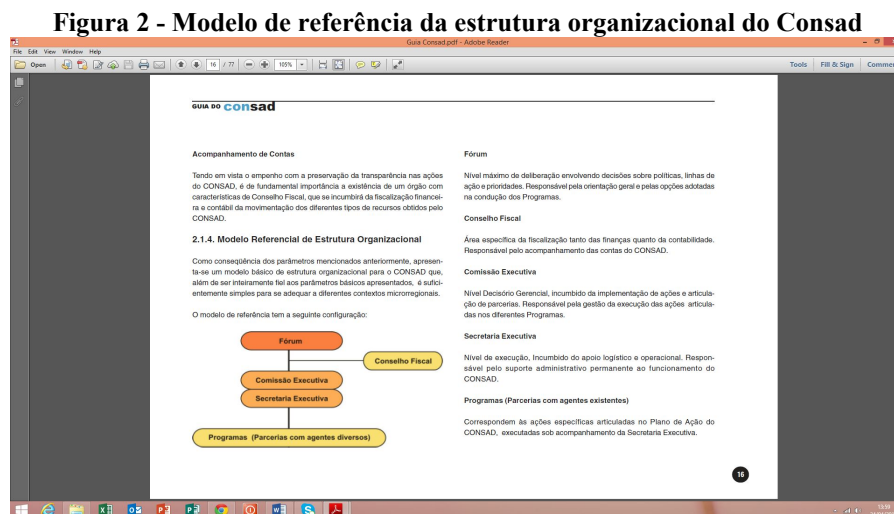 Figura 2 - Modelo de referência da estrutura organizacional do Consad
Guia Consad.pdf - Adobe Reader
File Edit View Window Help
Open 16 / 77 105% Tools Fill & Sign Comment
GUIA DO consad
Acompanhamento de Contas
Tendo em vista o empenho com a preservação da transparência nas ações
do CONSAD, é de fundamental importância a existência de um órgão com
características de Conselho Fiscal, que se incumbirá da fiscalização financei-
ra e contábil da movimentação dos diferentes tipos de recursos obtidos pelo
CONSAD.
2.1.4. Modelo Referencial de Estrutura Organizacional
Como conseqüência dos parâmetros mencionados anteriormente, apresen-
ta-se um modelo básico de estrutura organizacional para o CONSAD que,
além de ser inteiramente fiel aos parâmetros básicos apresentados, é sufici-
entemente simples para se adequar a diferentes contextos microrregionais.
O modelo de referência tem a seguinte configuração:
Fórum
Conselho Fiscal
Comissão Executiva
Secretaria Executiva
Programas (Parcerias com agentes diversos)
Fórum
Nível máximo de deliberação envolvendo decisões sobre políticas, linhas de
ação e prioridades. Responsável pela orientação geral e pelas opções adotadas
na condução dos Programas.
Conselho Fiscal
Área específica da fiscalização tanto das finanças quanto da contabilidade.
Responsável pelo acompanhamento das contas do CONSAD.
Comissão Executiva
Nível Decisório Gerencial, incumbido da implementação de ações e articula-
ção de parcerias. Responsável pela gestão da execução das ações articula-
das nos diferentes Programas.
Secretaria Executiva
Nível de execução, Incumbido do apoio logístico e operacional. Respon-
sável pelo suporte administrativo permanente ao funcionamento do
CONSAD.
Programas (Parcerias com agentes existentes)
Correspondem às ações específicas articuladas no Plano de Ação do
CONSAD, executadas sob acompanhamento da Secretaria Executiva.
16